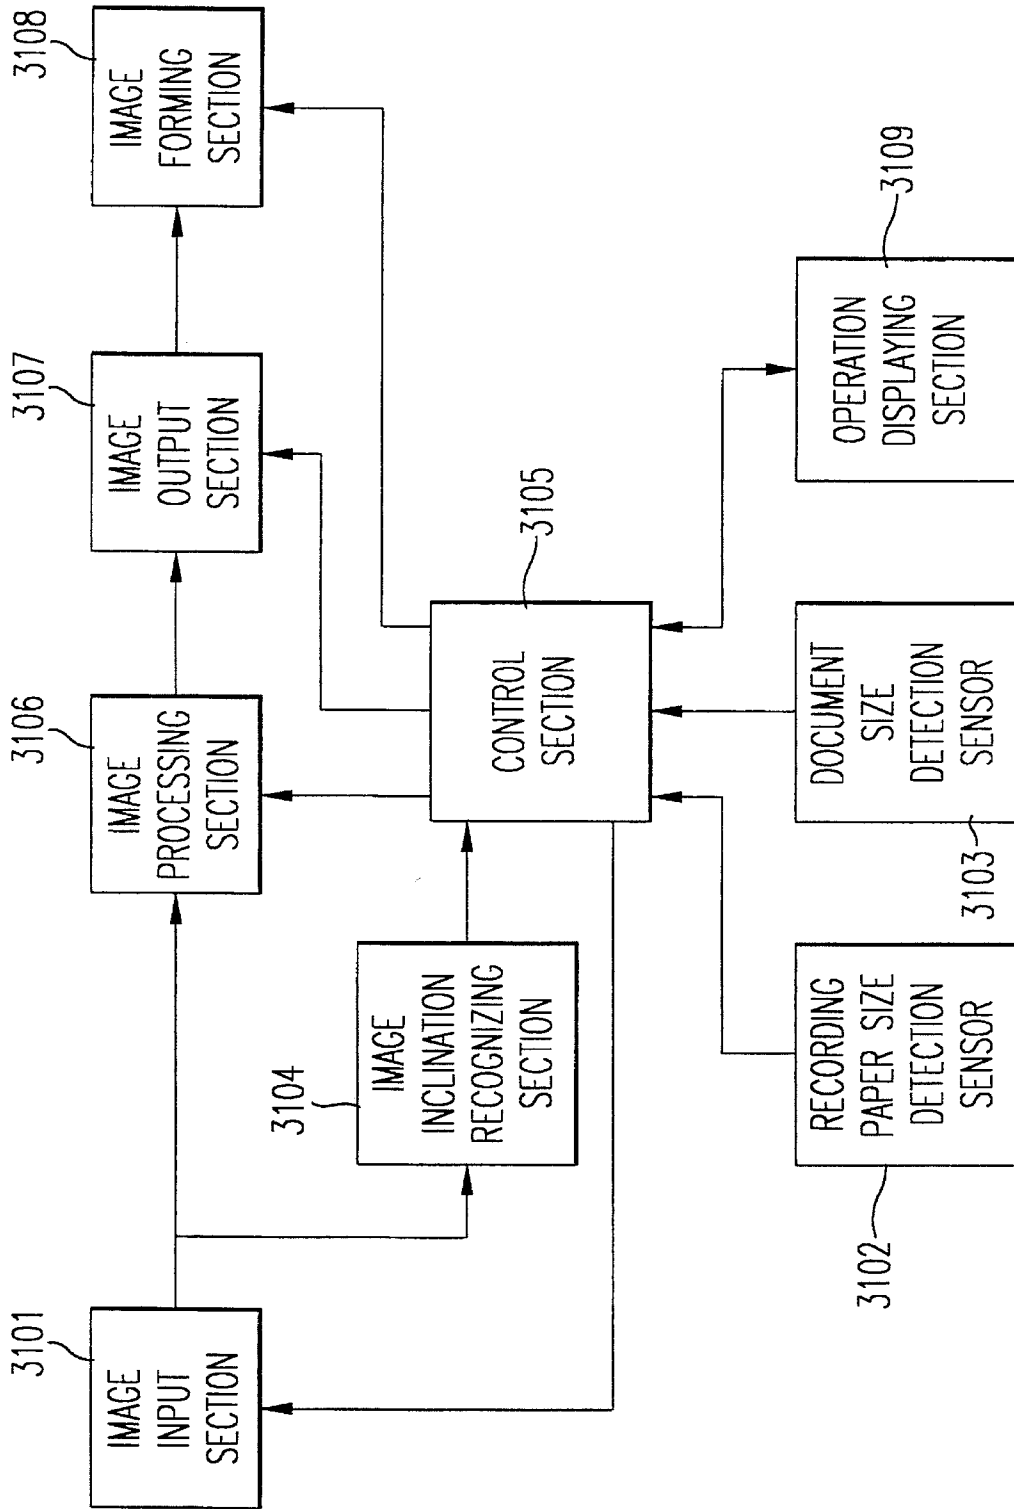 3101
IMAGE
INPUT
SECTION
3106
IMAGE
PROCESSING
SECTION
3107
IMAGE
OUTPUT
SECTION
3108
IMAGE
FORMING
SECTION
3104
IMAGE
INCLINATION
RECOGNIZING
SECTION
CONTROL
SECTION
3105
RECORDING
PAPER SIZE
DETECTION
SENSOR
3102
DOCUMENT
SIZE
DETECTION
SENSOR
3103
OPERATION
DISPLAYING
SECTION
3109